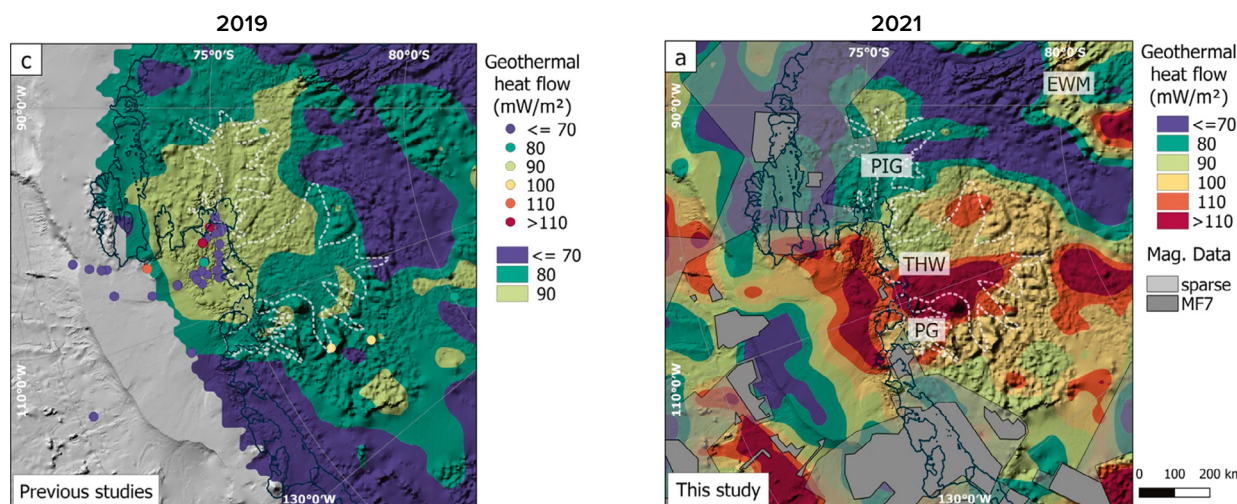 2019
2021
c
75°0'S
80°0'S
90°0'W
110°0'W
130°0'W
Previous studies
Geothermal
heat flow
(mW/m²)
<= 70
80
90
100
110
>110
<= 70
80
90
a
75°0'S
80°0'S
90°0'W
110°0'W
130°0'W
EWM
PIG
THW
PG
This study
Geothermal
heat flow
(mW/m²)
<=70
80
90
100
110
>110
Mag. Data
sparse
MF7
0 100 200 km